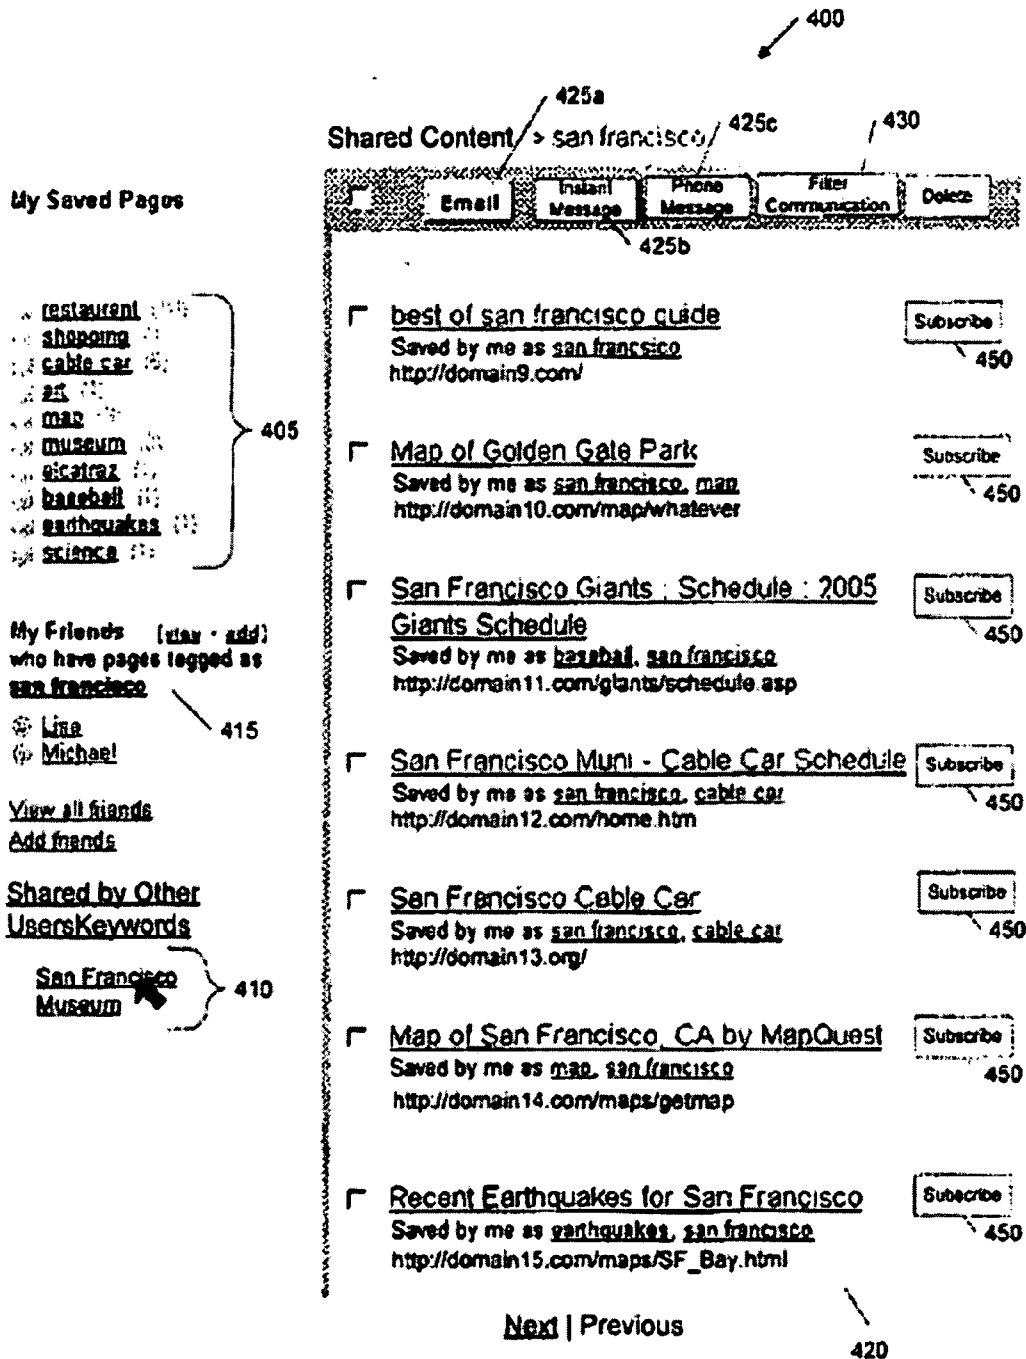 400
425a
425c
430
Shared Content > san francisco
Email
Instant Message
Phone Message
Filter Communication
Delete
425b
My Saved Pages
restaurant
shopping
cable car
art
map
museum
alcatraz
baseball
earthquakes
science
405
My Friends [view · add]
who have pages tagged as
san francisco
415
Lisa
Michael
View all friends
Add friends
Shared by Other
UsersKeywords
San Francisco
Museum
410
best of san francisco guide
Saved by me as san francsico
http://domain9.com/
Subscribe
450
Map of Golden Gate Park
Saved by me as san francisco, map
http://domain10.com/map/whatever
Subscribe
450
San Francisco Giants : Schedule : 2005
Giants Schedule
Saved by me as baseball, san francisco
http://domain11.com/giants/schedule.asp
Subscribe
450
San Francisco Muni - Cable Car Schedule
Saved by me as san francisco, cable car
http://domain12.com/home.htm
Subscribe
450
San Francisco Cable Car
Saved by me as san francisco, cable car
http://domain13.org/
Subscribe
450
Map of San Francisco, CA by MapQuest
Saved by me as map, san francisco
http://domain14.com/maps/getmap
Subscribe
450
Recent Earthquakes for San Francisco
Saved by me as earthquakes, san francisco
http://domain15.com/maps/SF_Bay.html
Subscribe
450
Next | Previous
420